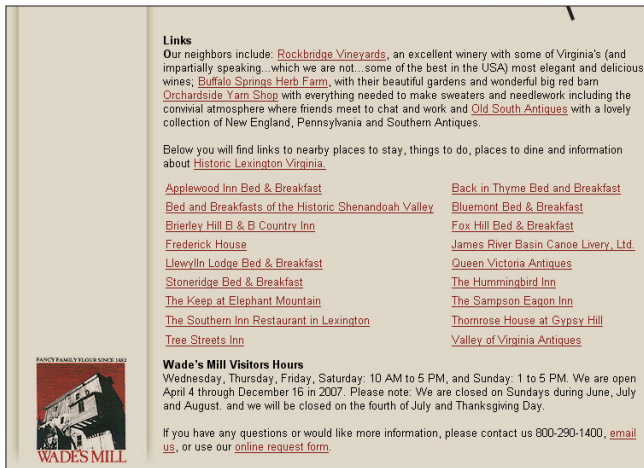 Links
Our neighbors include: Rockbridge Vineyards, an excellent winery with some of Virginia's (and
impartially speaking...which we are not...some of the best in the USA) most elegant and delicious
wines; Buffalo Springs Herb Farm, with their beautiful gardens and wonderful big red barn
Orchardside Yarn Shop with everything needed to make sweaters and needlework including the
convivial atmosphere where friends meet to chat and work and Old South Antiques with a lovely
collection of New England, Pennsylvania and Southern Antiques.
Below you will find links to nearby places to stay, things to do, places to dine and information
about Historic Lexington Virginia.
Applewood Inn Bed & Breakfast Back in Thyme Bed and Breakfast
Bed and Breakfasts of the Historic Shenandoah Valley Bluemont Bed & Breakfast
Brierley Hill B & B Country Inn Fox Hill Bed & Breakfast
Frederick House James River Basin Canoe Livery, Ltd.
Llewylln Lodge Bed & Breakfast Queen Victoria Antiques
Stoneridge Bed & Breakfast The Hummingbird Inn
The Keep at Elephant Mountain The Sampson Eagon Inn
The Southern Inn Restaurant in Lexington Thornrose House at Gypsy Hill
Tree Streets Inn Valley of Virginia Antiques
FANCY FAMILY FLOUR SINCE 1882
WADE'S MILL
Wade's Mill Visitors Hours
Wednesday, Thursday, Friday, Saturday: 10 AM to 5 PM, and Sunday: 1 to 5 PM. We are open
April 4 through December 16 in 2007. Please note: We are closed on Sundays during June, July
and August. and we will be closed on the fourth of July and Thanksgiving Day.
If you have any questions or would like more information, please contact us 800-290-1400, email
us, or use our online request form.